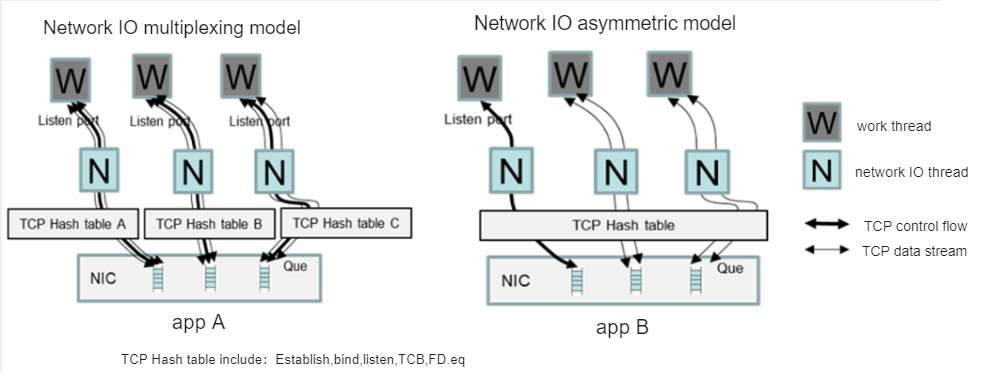 Network IO multiplexing model
Network IO asymmetric model
W W W
W W W
Listen port Listen port Listen port
Listen port
N N N
N N N
TCP Hash table A TCP Hash table B TCP Hash table C
TCP Hash table
NIC Que
NIC Que
app A
app B
W work thread
N network IO thread
TCP control flow
TCP data stream
TCP Hash table include: Establish,bind,listen,TCB,FD.eq